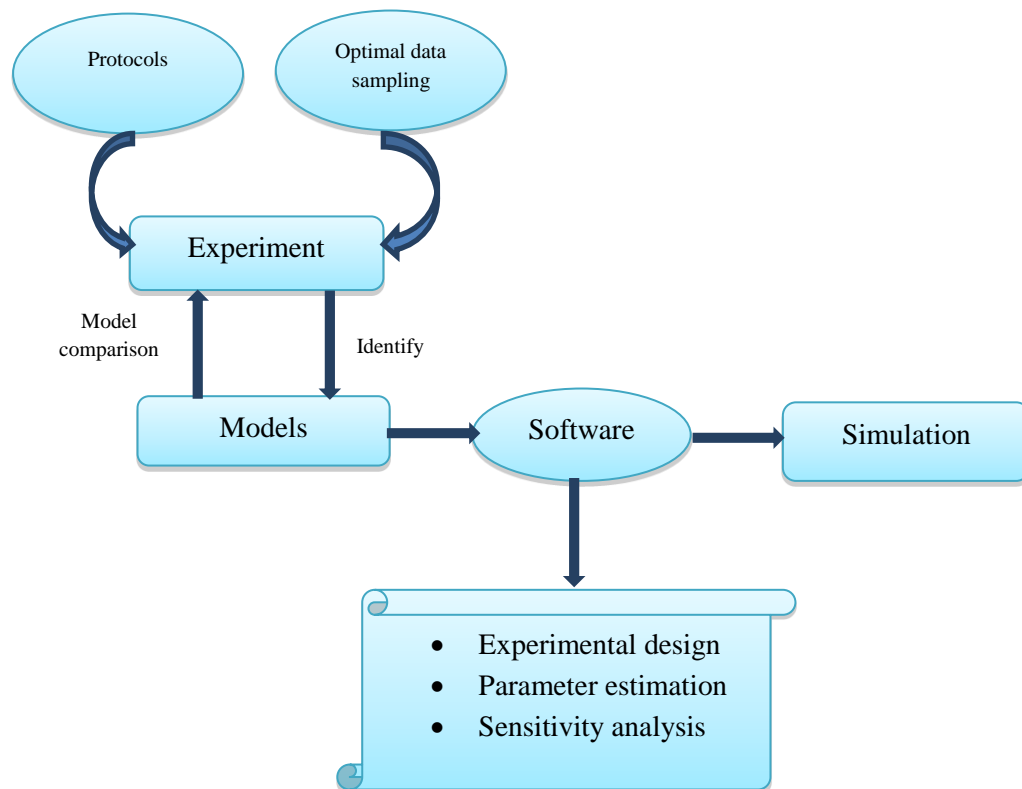 Protocols
Optimal data
sampling
Experiment
Model
comparison
Identify
Models
Software
Simulation
• Experimental design
• Parameter estimation
• Sensitivity analysis